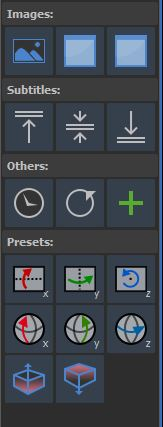 Images:
Subtitles:
Others:
Presets:
x y z
x y z